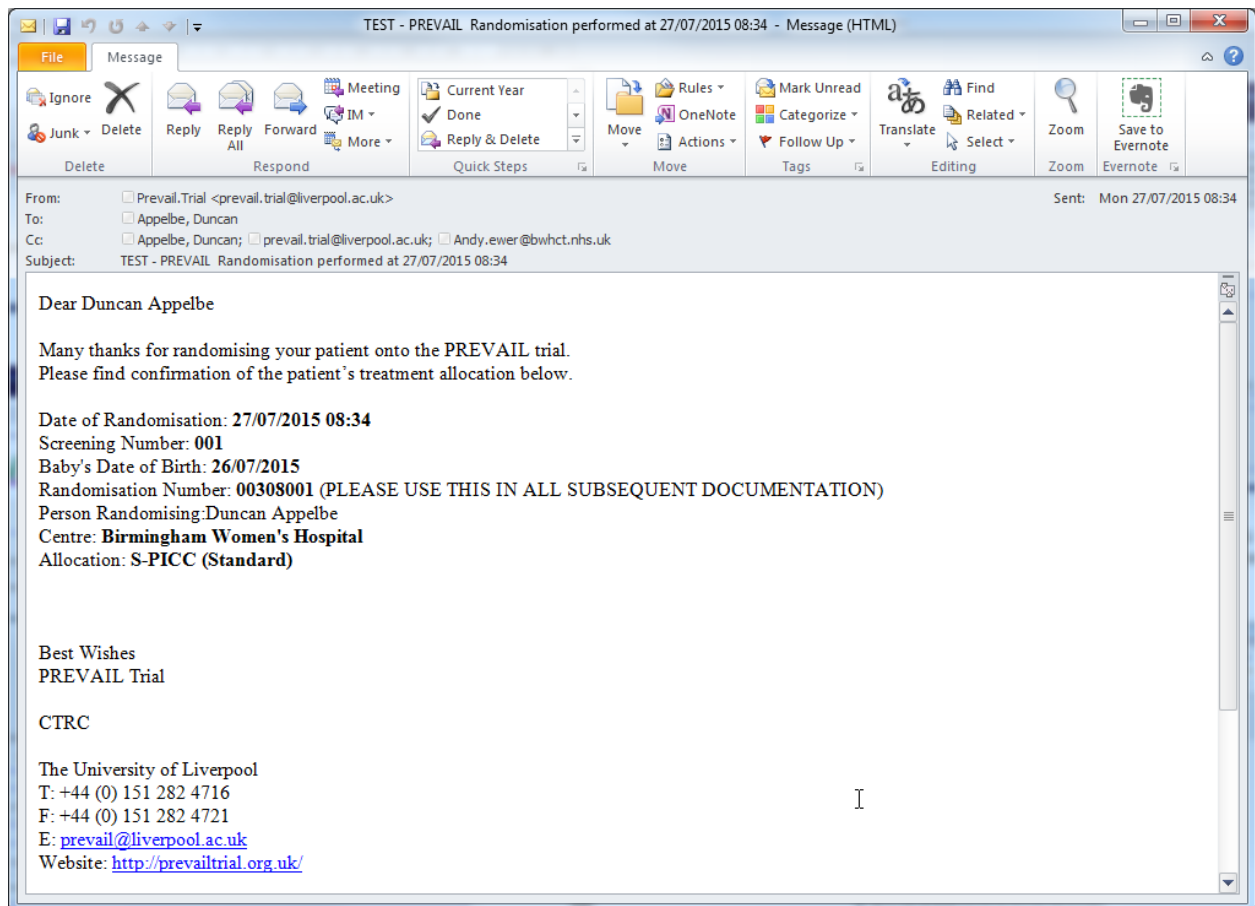 TEST - PREVAIL Randomisation performed at 27/07/2015 08:34 - Message (HTML)
File Message
Ignore
Junk
Delete
Reply
Reply All
Forward
Meeting
IM
More
Current Year
Done
Reply & Delete
Move
Rules
OneNote
Actions
Mark Unread
Categorize
Follow Up
Translate
Find
Related
Select
Zoom
Save to Evernote
Delete Respond Quick Steps Move Tags Editing Zoom Evernote
From: Prevail.Trial <prevail.trial@liverpool.ac.uk> Sent: Mon 27/07/2015 08:34
To: Appelbe, Duncan
Cc: Appelbe, Duncan; prevail.trial@liverpool.ac.uk; Andy.ewer@bwhct.nhs.uk
Subject: TEST - PREVAIL Randomisation performed at 27/07/2015 08:34
Dear Duncan Appelbe
Many thanks for randomising your patient onto the PREVAIL trial.
Please find confirmation of the patient's treatment allocation below.
Date of Randomisation: 27/07/2015 08:34
Screening Number: 001
Baby's Date of Birth: 26/07/2015
Randomisation Number: 00308001 (PLEASE USE THIS IN ALL SUBSEQUENT DOCUMENTATION)
Person Randomising:Duncan Appelbe
Centre: Birmingham Women's Hospital
Allocation: S-PICC (Standard)
Best Wishes
PREVAIL Trial
CTRC
The University of Liverpool
T: +44 (0) 151 282 4716
F: +44 (0) 151 282 4721
E: prevail@liverpool.ac.uk
Website: http://prevailtrial.org.uk/